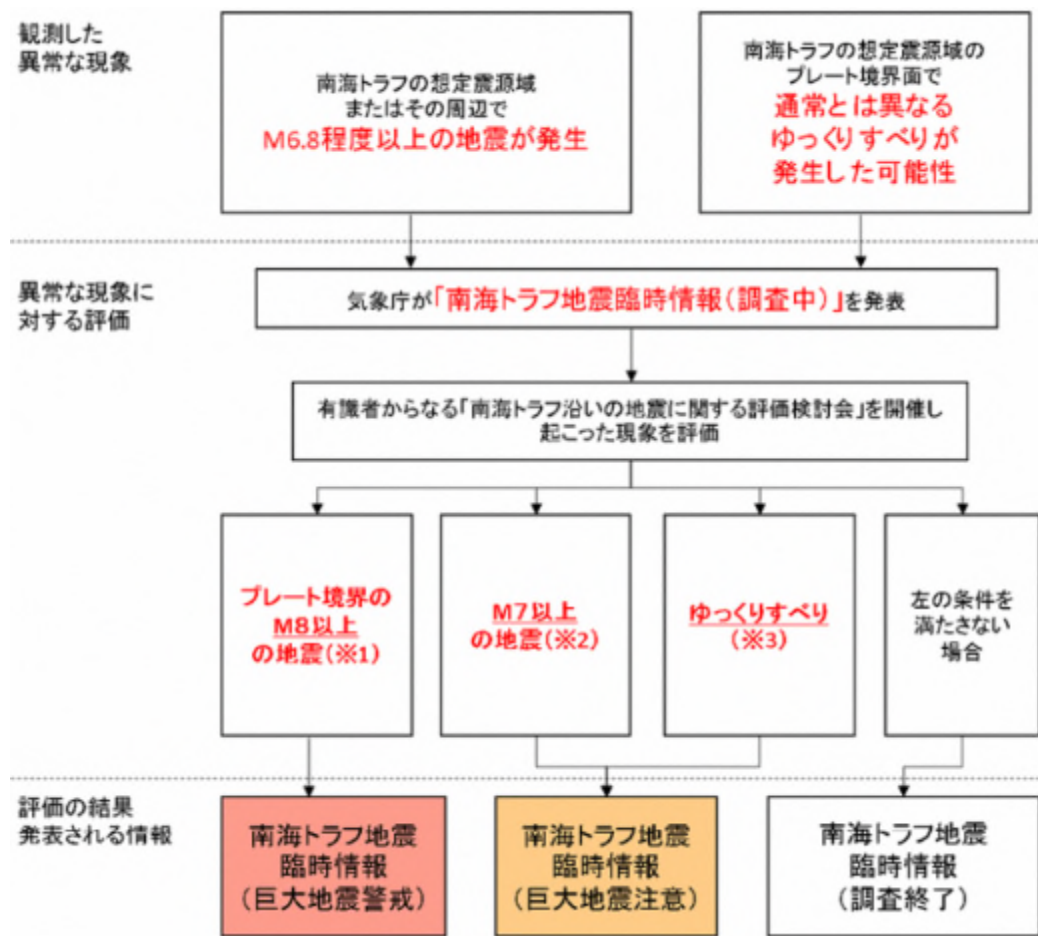 観測した
異常な現象
南海トラフの想定震源域
またはその周辺で
M6.8程度以上の地震が発生
南海トラフの想定震源域の
プレート境界面で
通常とは異なる
ゆっくりすべりが
発生した可能性
異常な現象に
対する評価
気象庁が「南海トラフ地震臨時情報(調査中)」を発表
有識者からなる「南海トラフ沿いの地震に関する評価検討会」を開催し
起こった現象を評価
プレート境界の
M8以上
の地震(※1)
M7以上
の地震(※2)
ゆっくりすべり
(※3)
左の条件を
満たさない
場合
評価の結果
発表される情報
南海トラフ地震
臨時情報
(巨大地震警戒)
南海トラフ地震
臨時情報
(巨大地震注意)
南海トラフ地震
臨時情報
(調査終了)